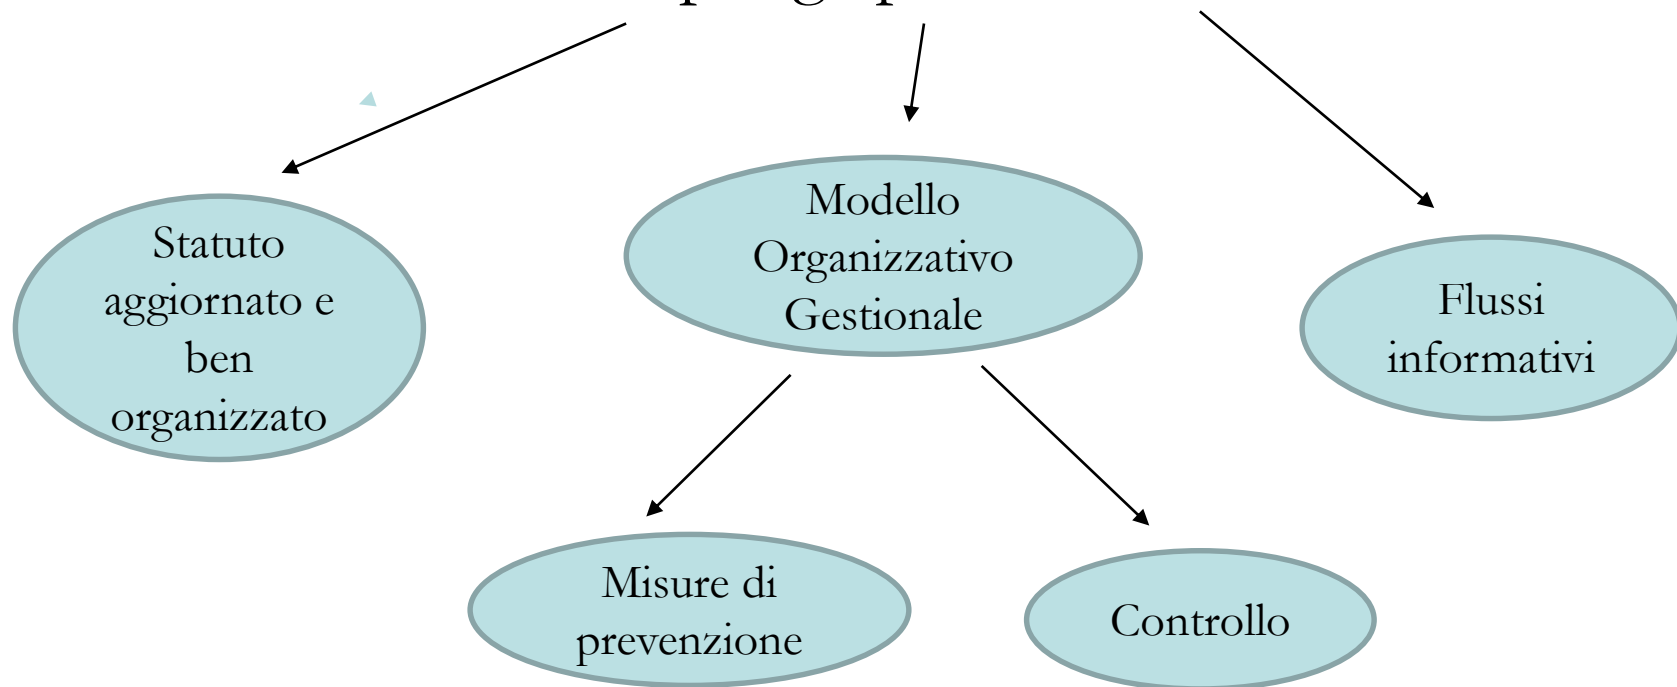 Statuto
aggiornato e
ben
organizzato
Modello
Organizzativo
Gestionale
Flussi
informativi
Misure di
prevenzione
Controllo